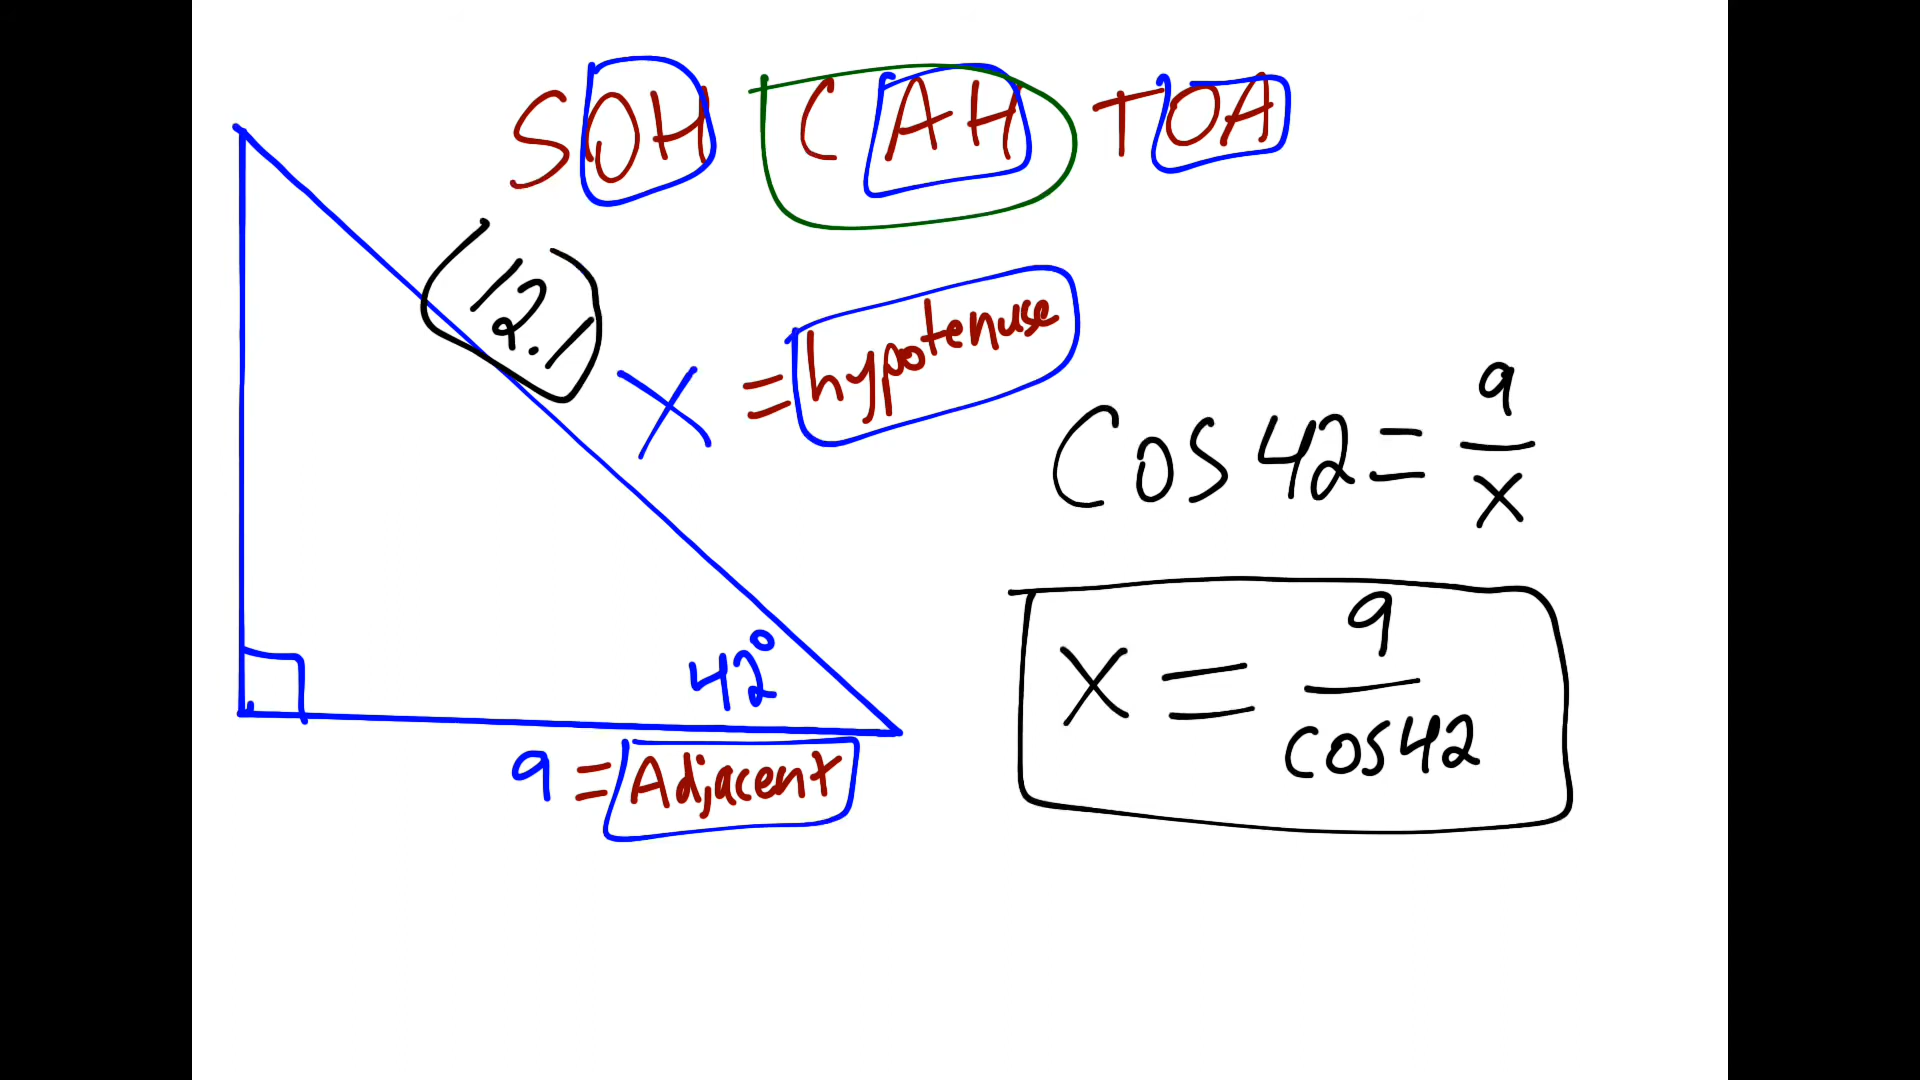 SOH CAH TOA
12.1
x = hypotenuse
Cos 42 = 9/x
x = 9/cos42
42°
9 = Adjacent